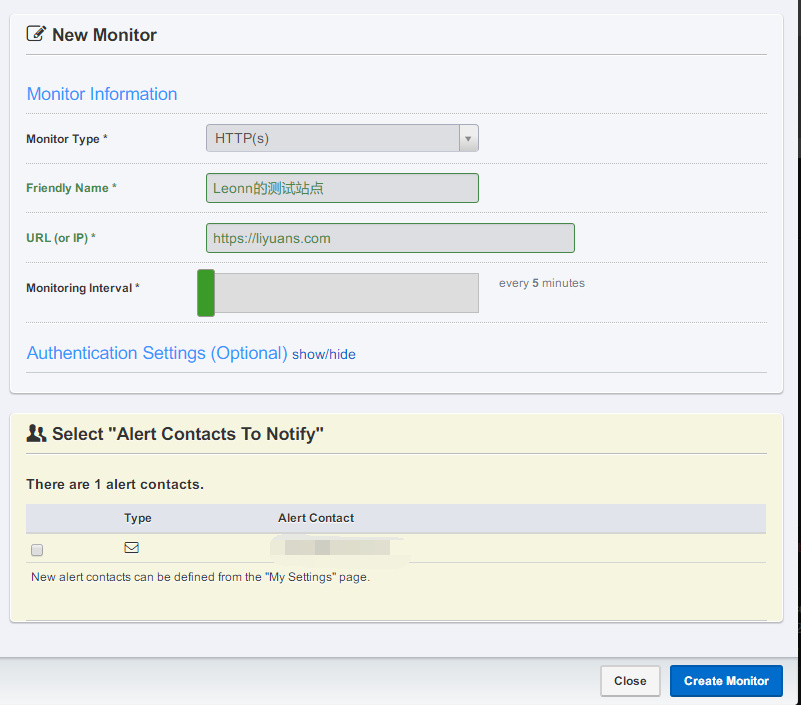 New Monitor
Monitor Information
Monitor Type * HTTP(s)
Friendly Name * Leonn的测试站点
URL (or IP) * https://liyuans.com
Monitoring Interval * every 5 minutes
Authentication Settings (Optional) show/hide
Select "Alert Contacts To Notify"
There are 1 alert contacts.
Type Alert Contact
New alert contacts can be defined from the "My Settings" page.
Close Create Monitor